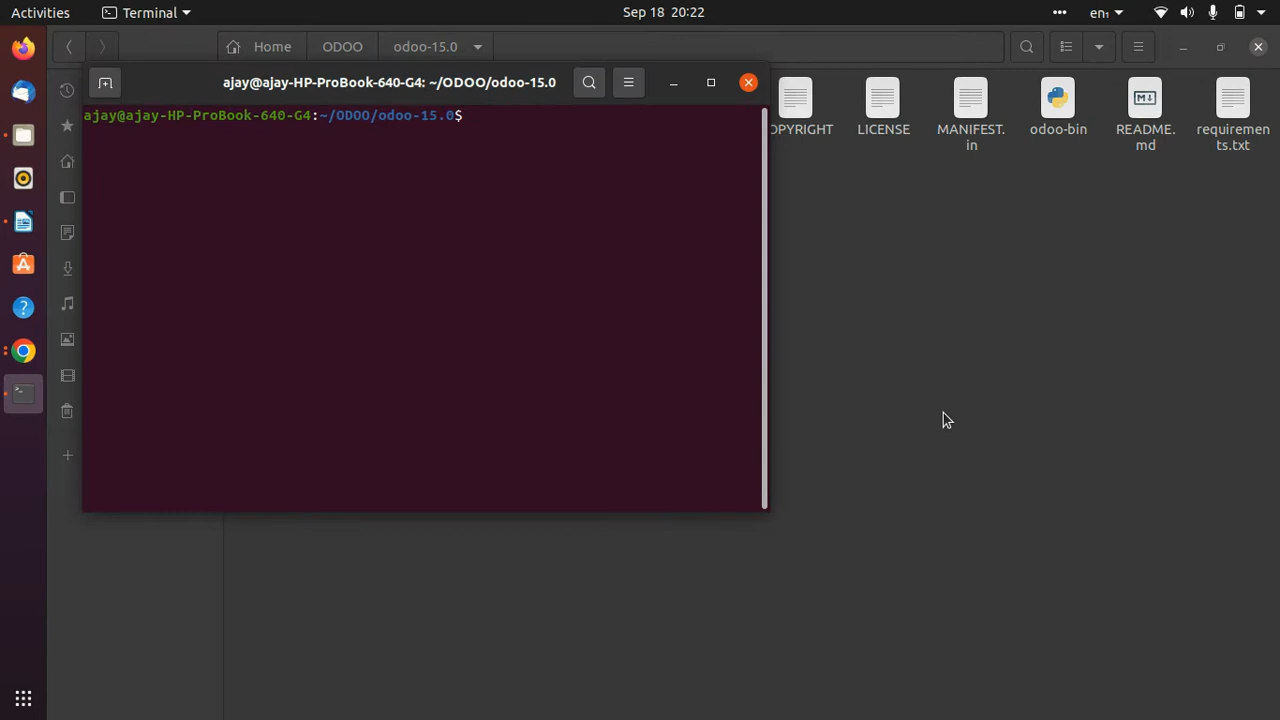 Activities
Terminal
Sep 18 20:22
en₁
Home
ODOO
odoo-15.0
ajay@ajay-HP-ProBook-640-G4: ~/ODOO/odoo-15.0
ajay@ajay-HP-ProBook-640-G4:~/ODOO/odoo-15.0$
OPYRIGHT
LICENSE
MANIFEST.
in
odoo-bin
README.
md
requiremen
ts.txt